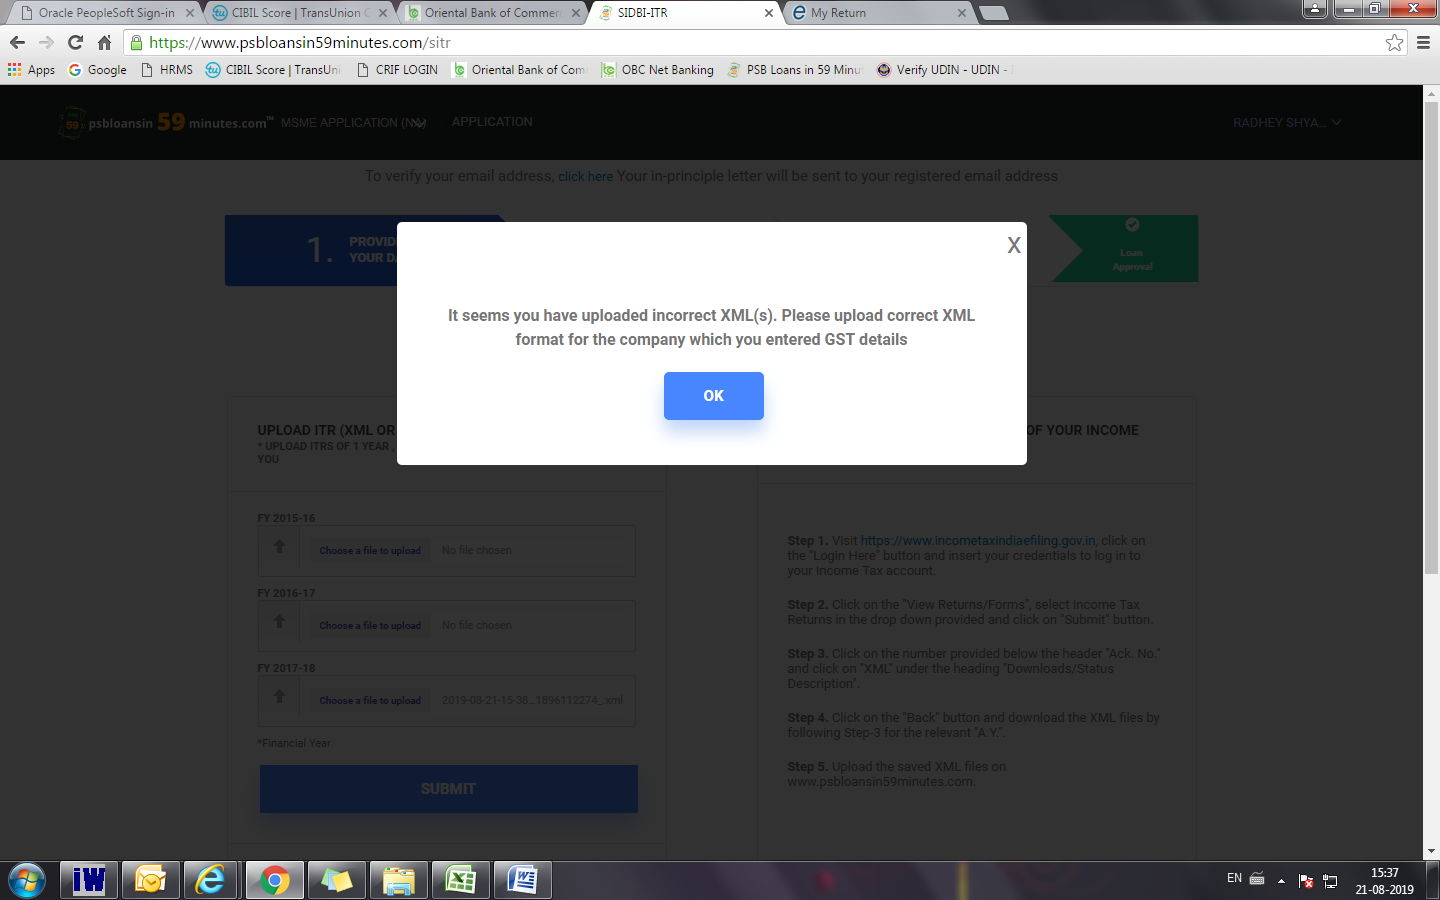 Oracle PeopleSoft Sign-in
CIBIL Score | TransUnion C
Oriental Bank of Commerc
SIDBI-ITR
My Return
https://www.psbloansin59minutes.com/sitr
Apps
Google
HRMS
CIBIL Score | TransUni
CRIF LOGIN
Oriental Bank of Com
OBC Net Banking
PSB Loans in 59 Minu
Verify UDIN - UDIN -
psbloansin 59 minutes.com™
MSME APPLICATION
APPLICATION
RADHEY SHYA...
To verify your email address, click here Your in-principle letter will be sent to your registered email address
1.
PROVID
YOUR DA
Loan
Approval
X
It seems you have uploaded incorrect XML(s). Please upload correct XML
format for the company which you entered GST details
OK
UPLOAD ITR (XML OR
* UPLOAD ITRS OF 1 YEAR ,
YOU
OF YOUR INCOME
FY 2015-16
Choose a file to upload No file chosen
FY 2016-17
Choose a file to upload No file chosen
FY 2017-18
Choose a file to upload 2019-08-21-15-38...1896112274_.xml
*Financial Year
SUBMIT
Step 1. Visit https://www.incometaxindiaefiling.gov.in, click on
the "Login Here" button and insert your credentials to log in to
your Income Tax account.
Step 2. Click on the "View Returns/Forms", select Income Tax
Returns in the drop down provided and click on "Submit" button.
Step 3. Click on the number provided below the header "Ack. No."
and click on "XML" under the heading "Downloads/Status
Description".
Step 4. Click on the "Back" button and download the XML files by
following Step-3 for the relevant "A.Y.".
Step 5. Upload the saved XML files on
www.psbloansin59minutes.com.
iW
EN
15:37
21-08-2019